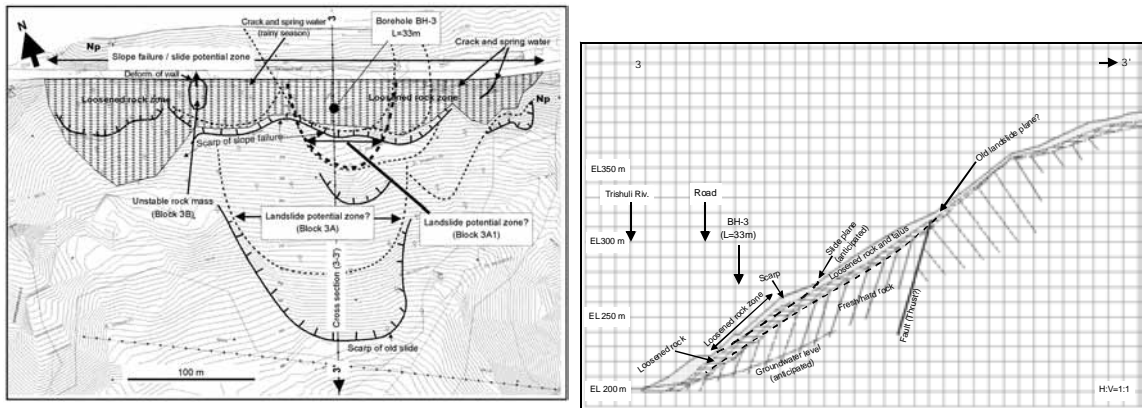 N
Np
Crack and spring water
(rainy season)
3
Borehole BH-3
L=33m
Crack and spring water
Slope failure / slide potential zone
Deform. of wall
Loosened rock zone
Loosened rock zone
Np
Scarp of slope failure
Unstable rock mass
(Block 3B)
Landslide potential zone?
(Block 3A)
Landslide potential zone?
(Block 3A1)
Cross section (3-3')
Scarp of old slide
100 m
3'
3
3'
Old landslide plane?
EL350 m
Trishuli Riv.
Road
BH-3
(L=33m)
EL300 m
Slide plane
(anticipated)
Loosened rock and talus
Scarp
Fresh/hard rock
Fault (Thrust?)
EL 250 m
Loosened rock zone
Loosened rock
Groundwater level
(anticipated)
EL 200 m
H:V=1:1